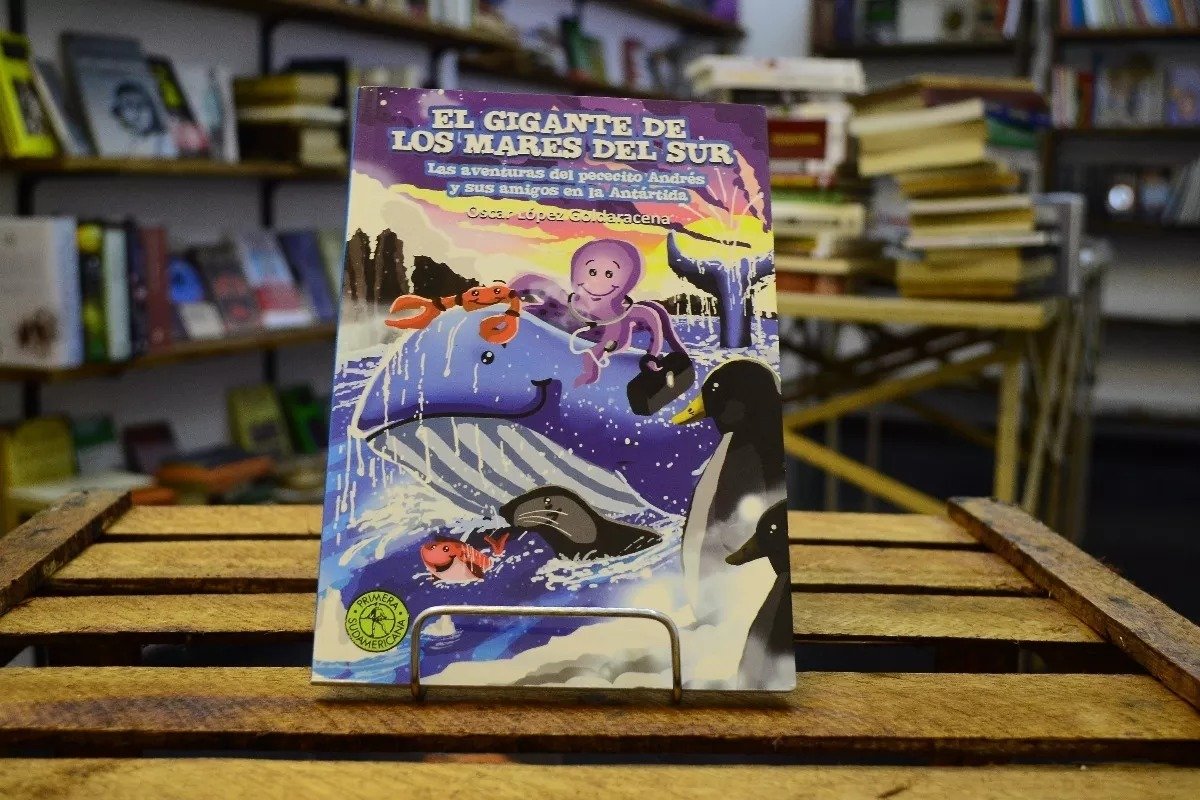 EL GIGANTE DE
LOS MARES DEL SUR
Las aventuras del pececito Andrés
y sus amigos en la Antártida
Oscar López Goldaracena
PRIMERA
SUDAMERICANA